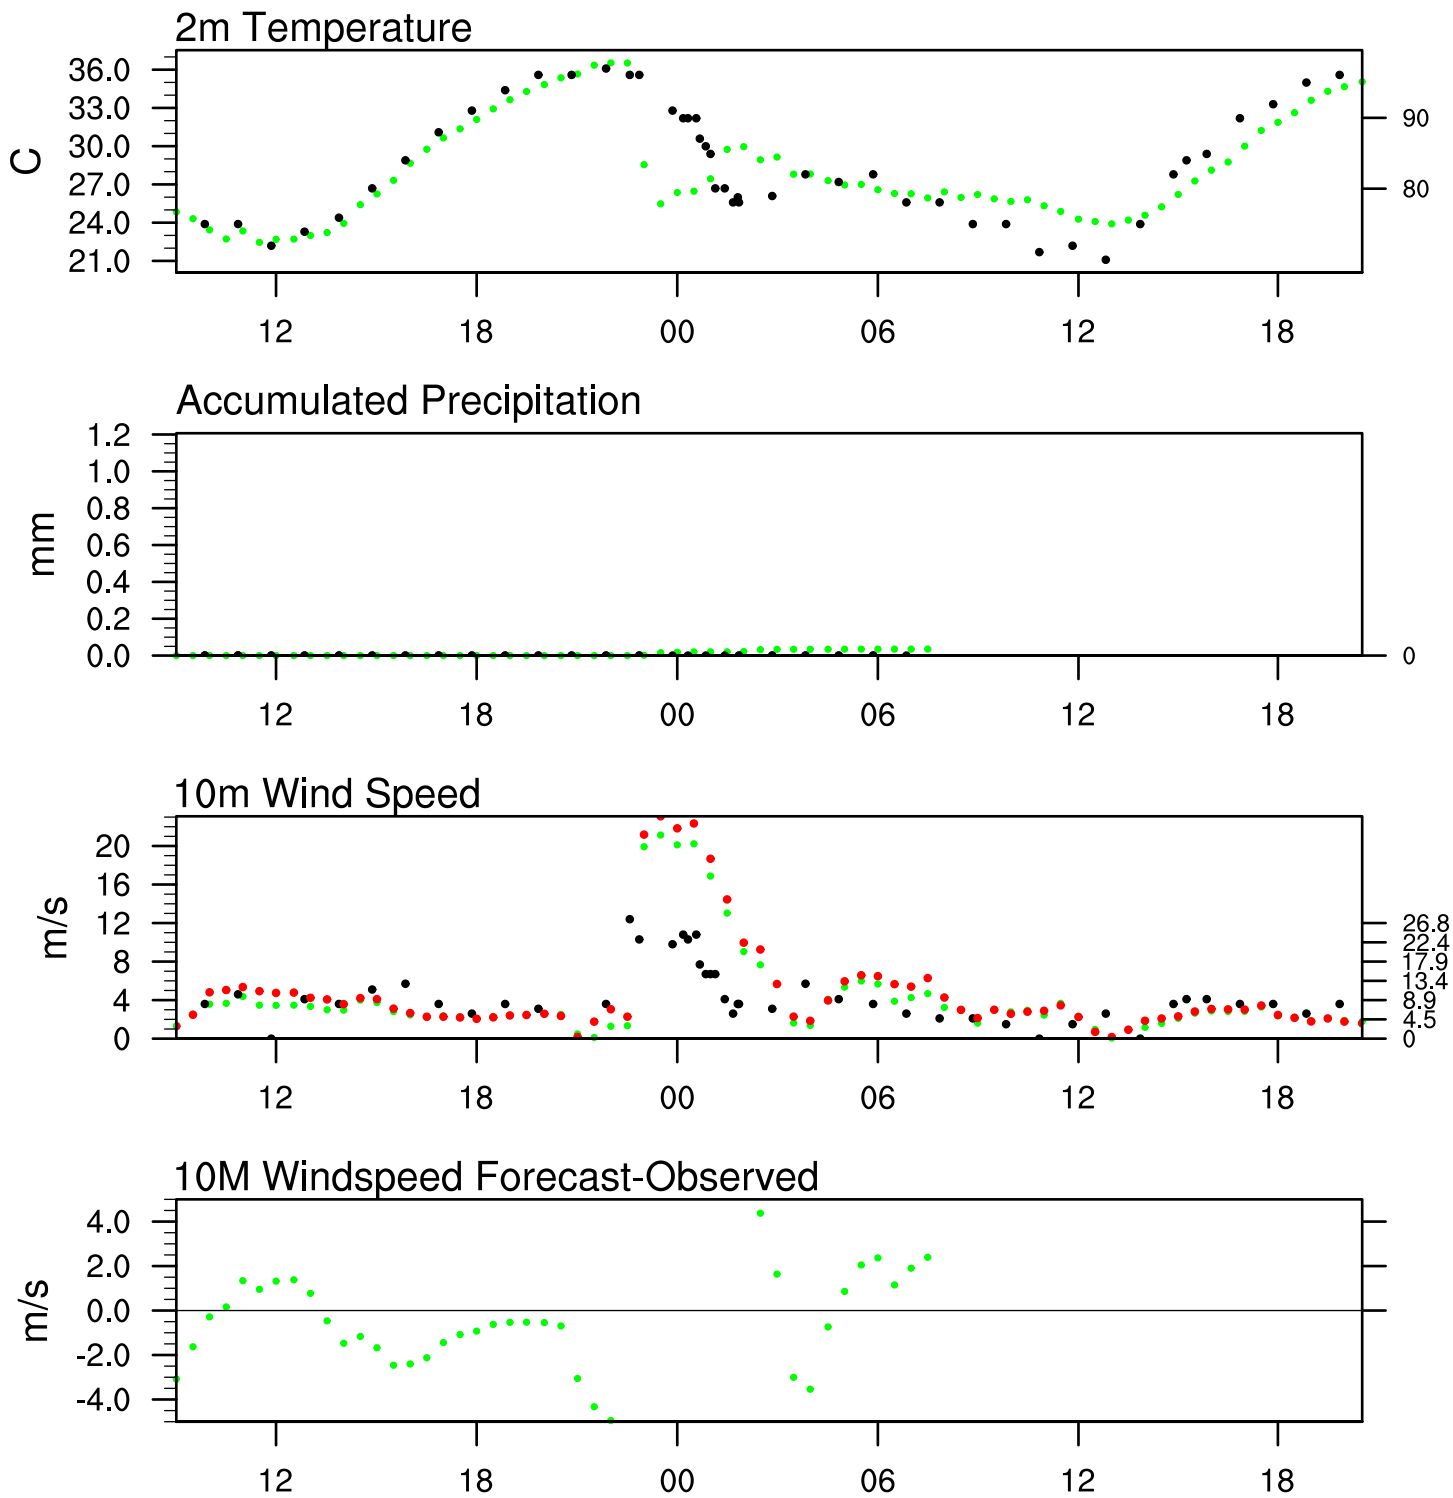 2m Temperature
36.0
33.0
90
30.0
C
27.0
80
24.0
21.0
12 18 00 06 12 18
Accumulated Precipitation
1.2
1.0
0.8
mm
0.6
0.4
0.2
0.0 0
12 18 00 06 12 18
10m Wind Speed
20
16
m/s
12 26.8
22.4
8 17.9
13.4
4 8.9
4.5
0 0
12 18 00 06 12 18
10M Windspeed Forecast-Observed
4.0
2.0
m/s
0.0
-2.0
-4.0
12 18 00 06 12 18